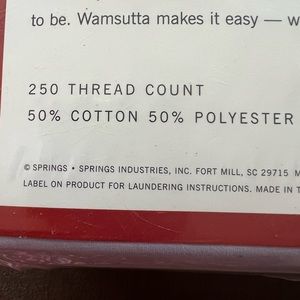 to be. Wamsutta makes it easy — w
250 THREAD COUNT
50% COTTON 50% POLYESTER
© SPRINGS • SPRINGS INDUSTRIES, INC. FORT MILL, SC 29715 M
LABEL ON PRODUCT FOR LAUNDERING INSTRUCTIONS. MADE IN T